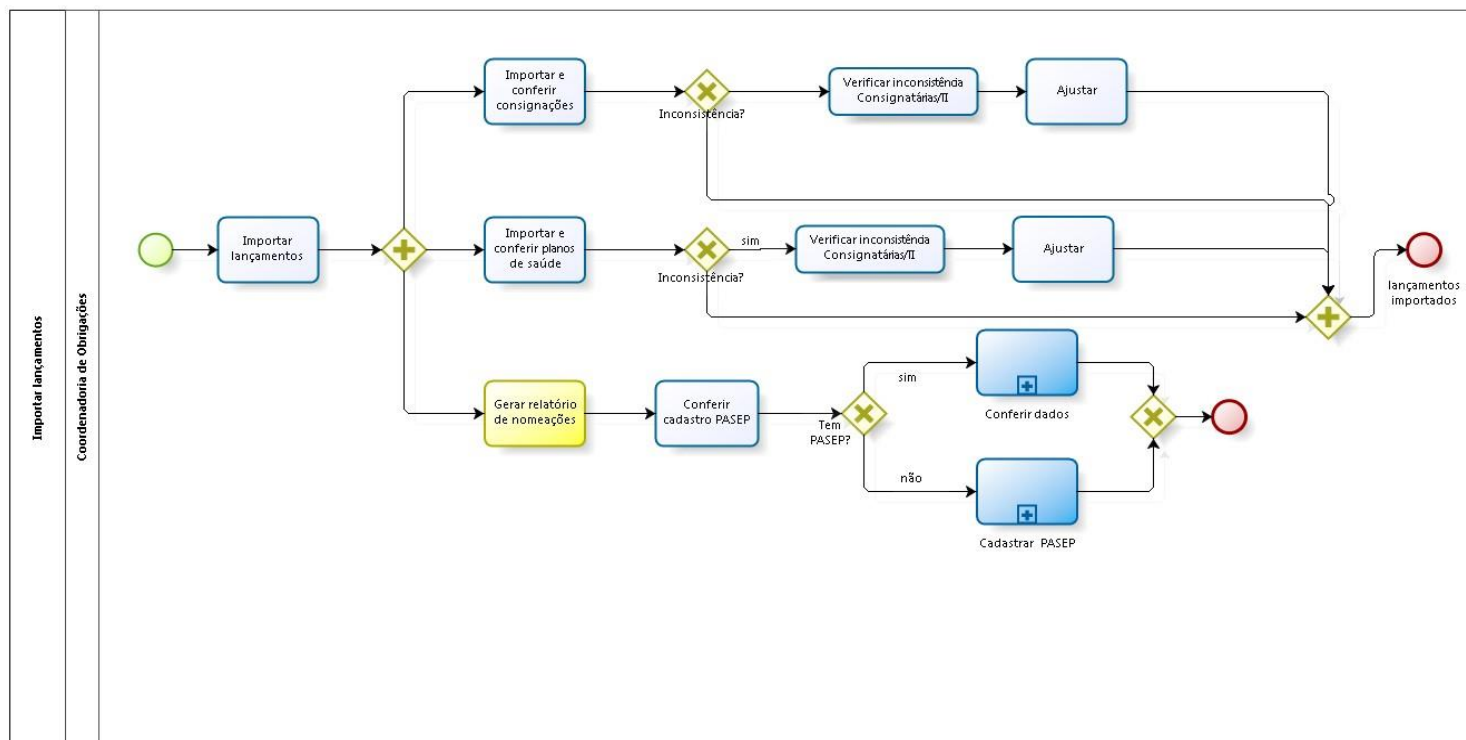 Importar lançamentos
Coordenadoria de Obrigações
Importar
lançamentos
Importar e
conferir
consignações
Inconsistência?
Verificar inconsistência
Consignatárias/TI
Ajustar
Importar e
conferir planos
de saúde
Inconsistência?
sim
Verificar inconsistência
Consignatárias/TI
Ajustar
lançamentos
importados
Gerar relatório
de nomeações
Conferir
cadastro PASEP
Tem
PASEP?
sim
Conferir dados
não
Cadastrar PASEP